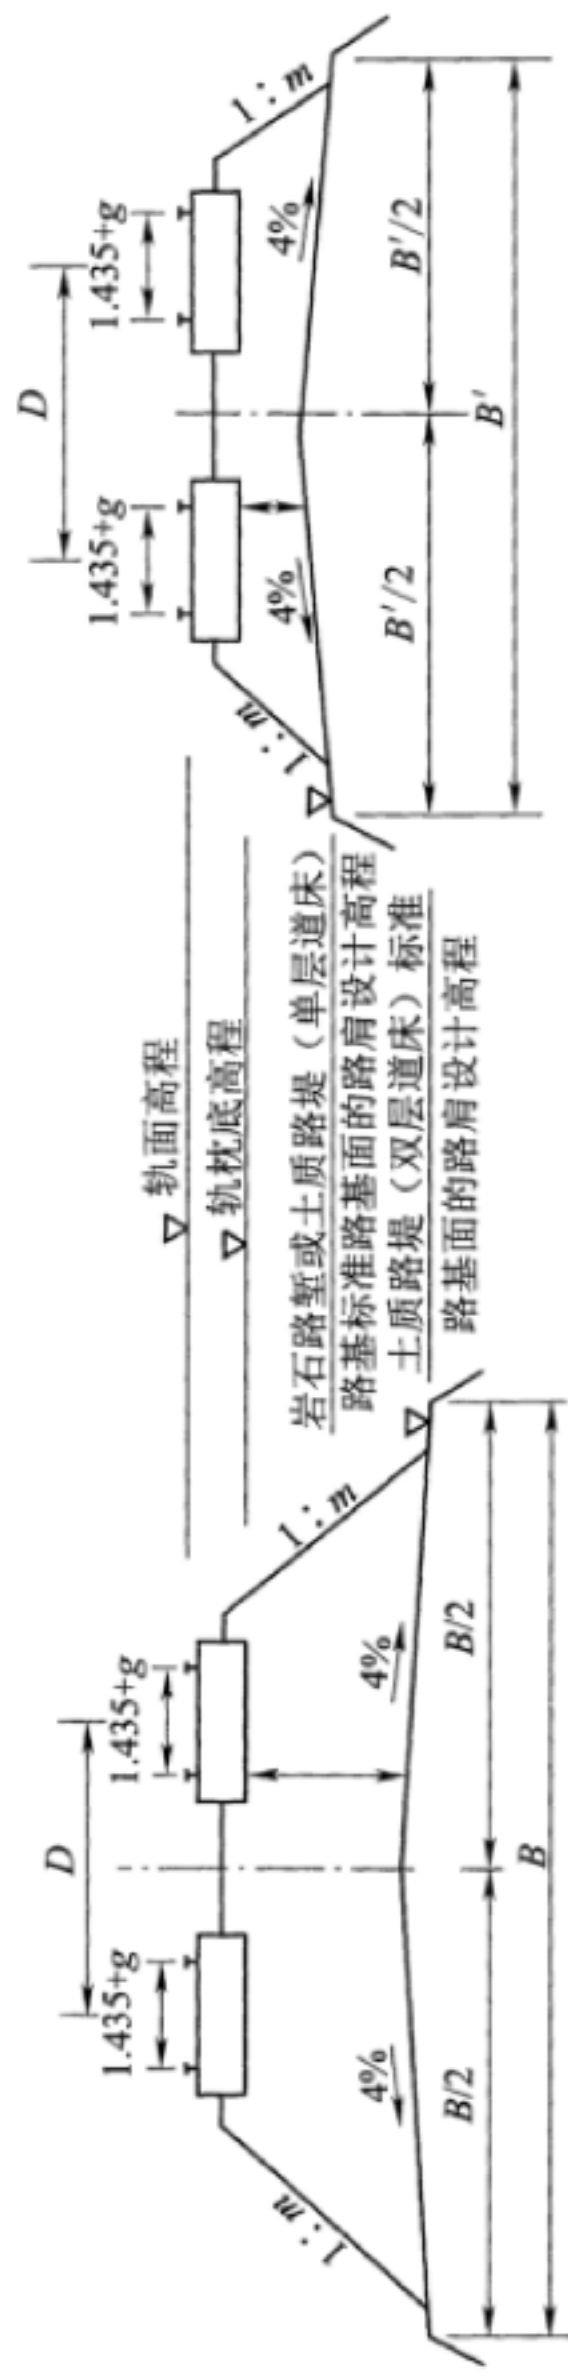 D
1.435+g
1.435+g
1∶m
1∶m
4%
4%
B/2
B/2
B
轨面高程
轨枕底高程
岩石路堑或土质路堤（单层道床）
路基标准路基面的路肩设计高程
土质路堤（双层道床）标准
路基面的路肩设计高程
D
1.435+g
1.435+g
1∶m
1∶m
4%
4%
B′/2
B′/2
B′